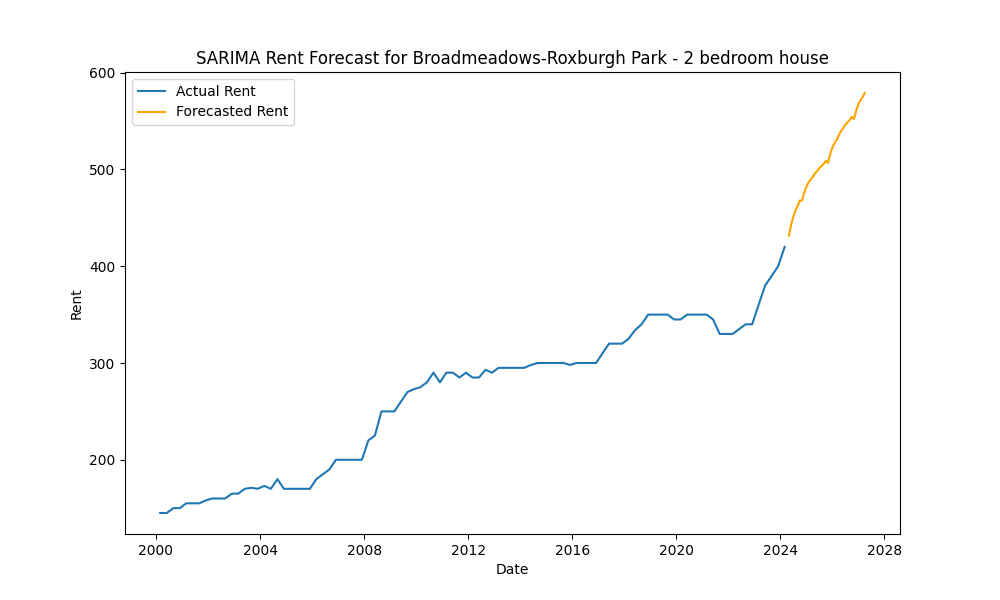 SARIMA Rent Forecast for Broadmeadows-Roxburgh Park - 2 bedroom house
Actual Rent
Forecasted Rent
600
500
400
300
200
Rent
2000 2004 2008 2012 2016 2020 2024 2028
Date